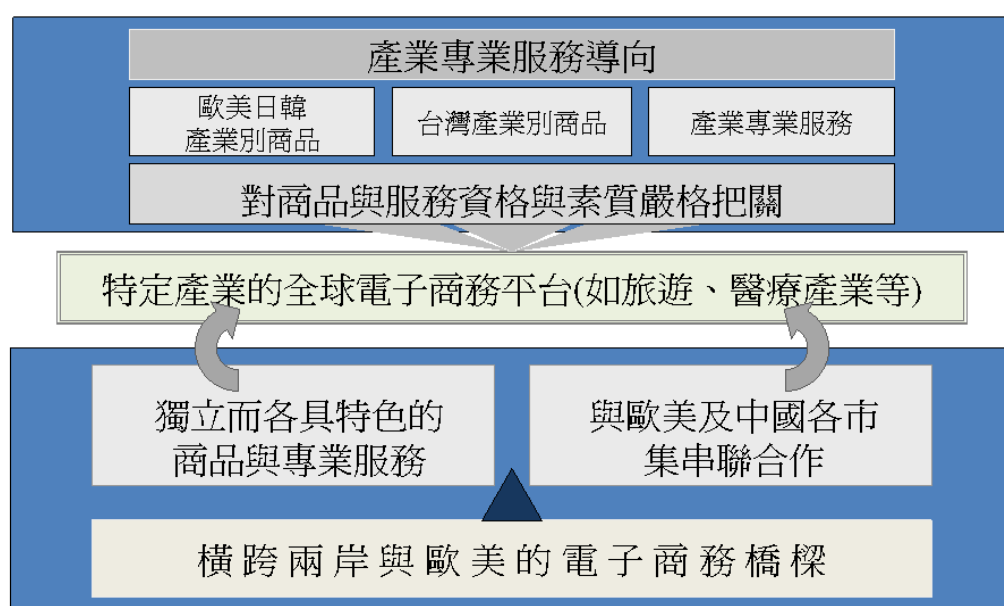 產業專業服務導向
歐美日韓
產業別商品
台灣產業別商品
產業專業服務
對商品與服務資格與素質嚴格把關
特定產業的全球電子商務平台(如旅遊、醫療產業等)
獨立而各具特色的
商品與專業服務
與歐美及中國各市
集串聯合作
橫跨兩岸與歐美的電子商務橋樑